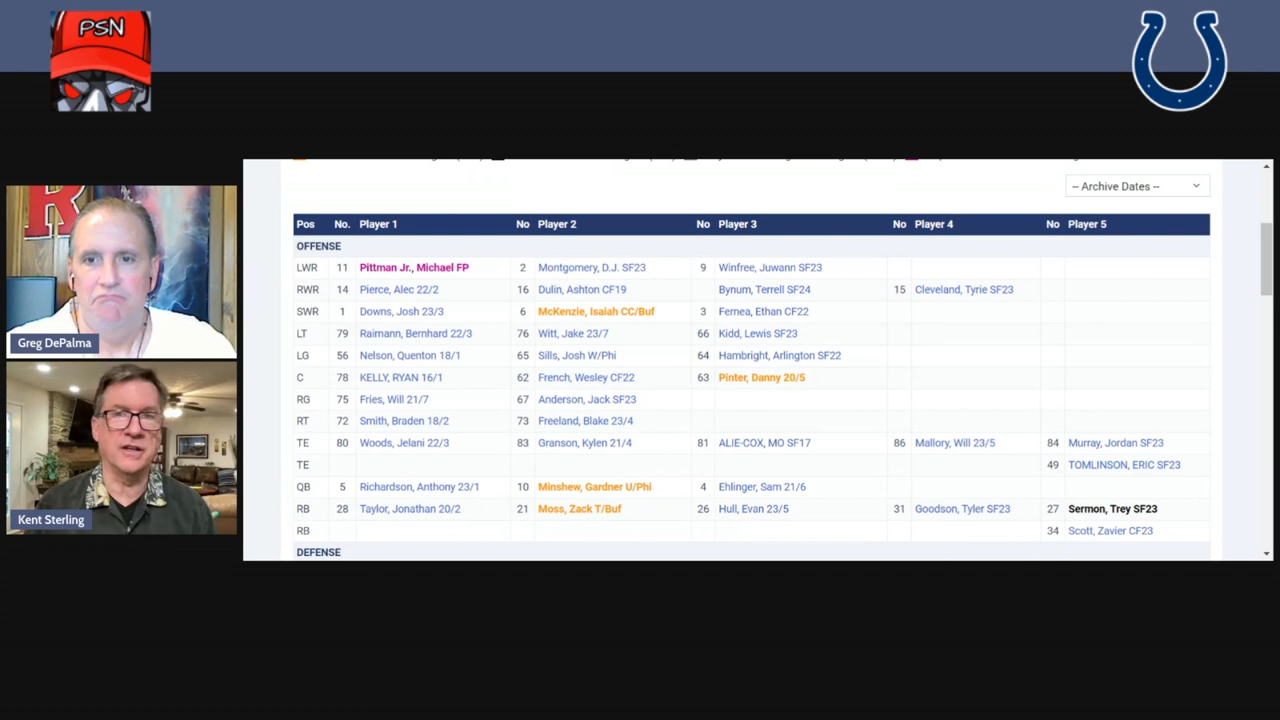 PSN
R
Greg DePalma
Kent Sterling
-- Archive Dates --
Pos No. Player 1 No Player 2 No Player 3 No Player 4 No Player 5
OFFENSE
LWR 11 Pittman Jr., Michael FP 2 Montgomery, D.J. SF23 9 Winfree, Juwann SF23
RWR 14 Pierce, Alec 22/2 16 Dulin, Ashton CF19 Bynum, Terrell SF24 15 Cleveland, Tyrie SF23
SWR 1 Downs, Josh 23/3 6 McKenzie, Isaiah CC/Buf 3 Fernea, Ethan CF22
LT 79 Raimann, Bernhard 22/3 76 Witt, Jake 23/7 66 Kidd, Lewis SF23
LG 56 Nelson, Quenton 18/1 65 Sills, Josh W/Phi 64 Hambright, Arlington SF22
C 78 KELLY, RYAN 16/1 62 French, Wesley CF22 63 Pinter, Danny 20/5
RG 75 Fries, Will 21/7 67 Anderson, Jack SF23
RT 72 Smith, Braden 18/2 73 Freeland, Blake 23/4
TE 80 Woods, Jelani 22/3 83 Granson, Kylen 21/4 81 ALIE-COX, MO SF17 86 Mallory, Will 23/5 84 Murray, Jordan SF23
TE 49 TOMLINSON, ERIC SF23
QB 5 Richardson, Anthony 23/1 10 Minshew, Gardner U/Phi 4 Ehlinger, Sam 21/6
RB 28 Taylor, Jonathan 20/2 21 Moss, Zack T/Buf 26 Hull, Evan 23/5 31 Goodson, Tyler SF23 27 Sermon, Trey SF23
RB 34 Scott, Zavier CF23
DEFENSE